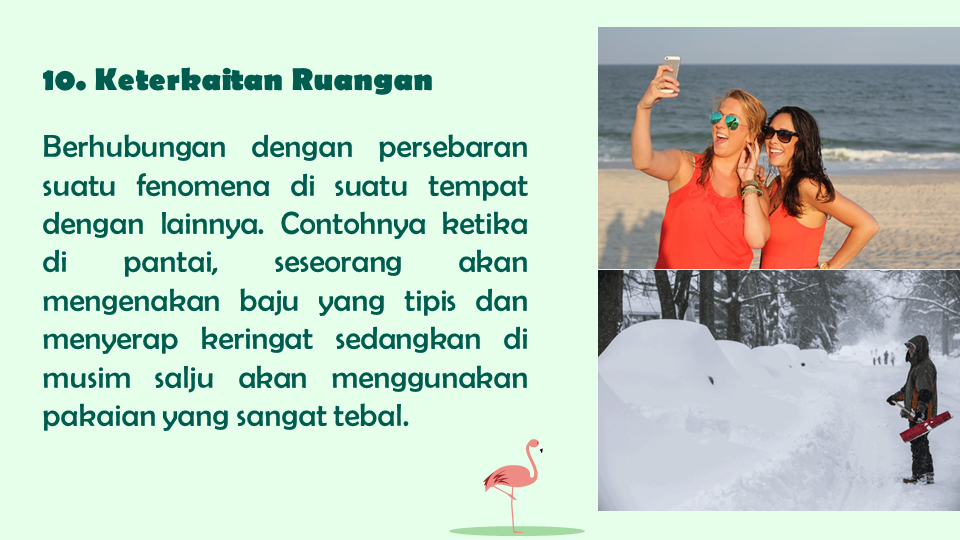 10. Keterkaitan Ruangan
Berhubungan dengan persebaran
suatu fenomena di suatu tempat
dengan lainnya. Contohnya ketika
di pantai, seseorang akan
mengenakan baju yang tipis dan
menyerap keringat sedangkan di
musim salju akan menggunakan
pakaian yang sangat tebal.